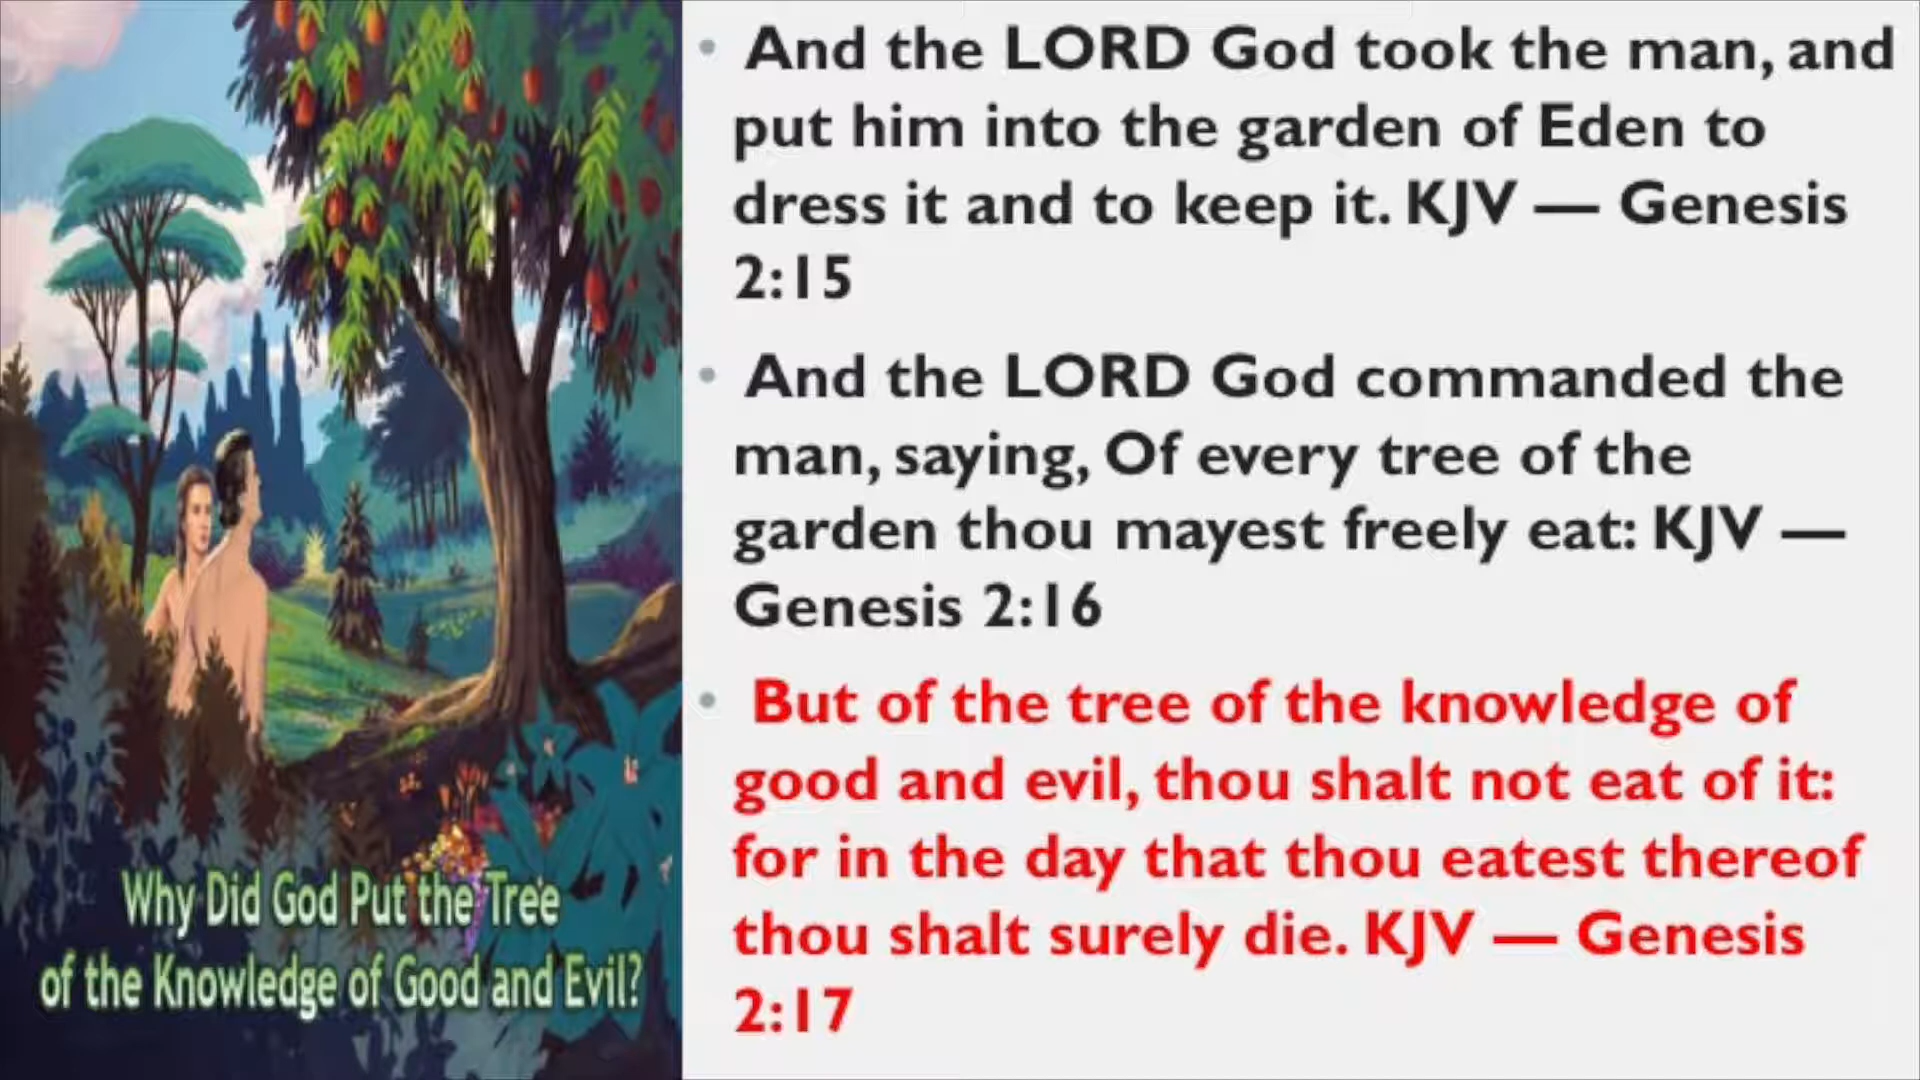 And the LORD God took the man, and
put him into the garden of Eden to
dress it and to keep it. KJV — Genesis
2:15
And the LORD God commanded the
man, saying, Of every tree of the
garden thou mayest freely eat: KJV —
Genesis 2:16
But of the tree of the knowledge of
good and evil, thou shalt not eat of it:
for in the day that thou eatest thereof
thou shalt surely die. KJV — Genesis
2:17
Why Did God Put the Tree
of the Knowledge of Good and Evil?